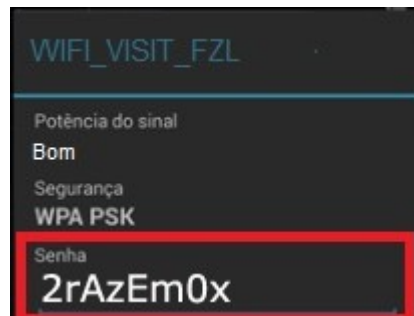 WIFI_VISIT_FZL
Potência do sinal
Bom
Segurança
WPA PSK
Senha
2rAzEm0x